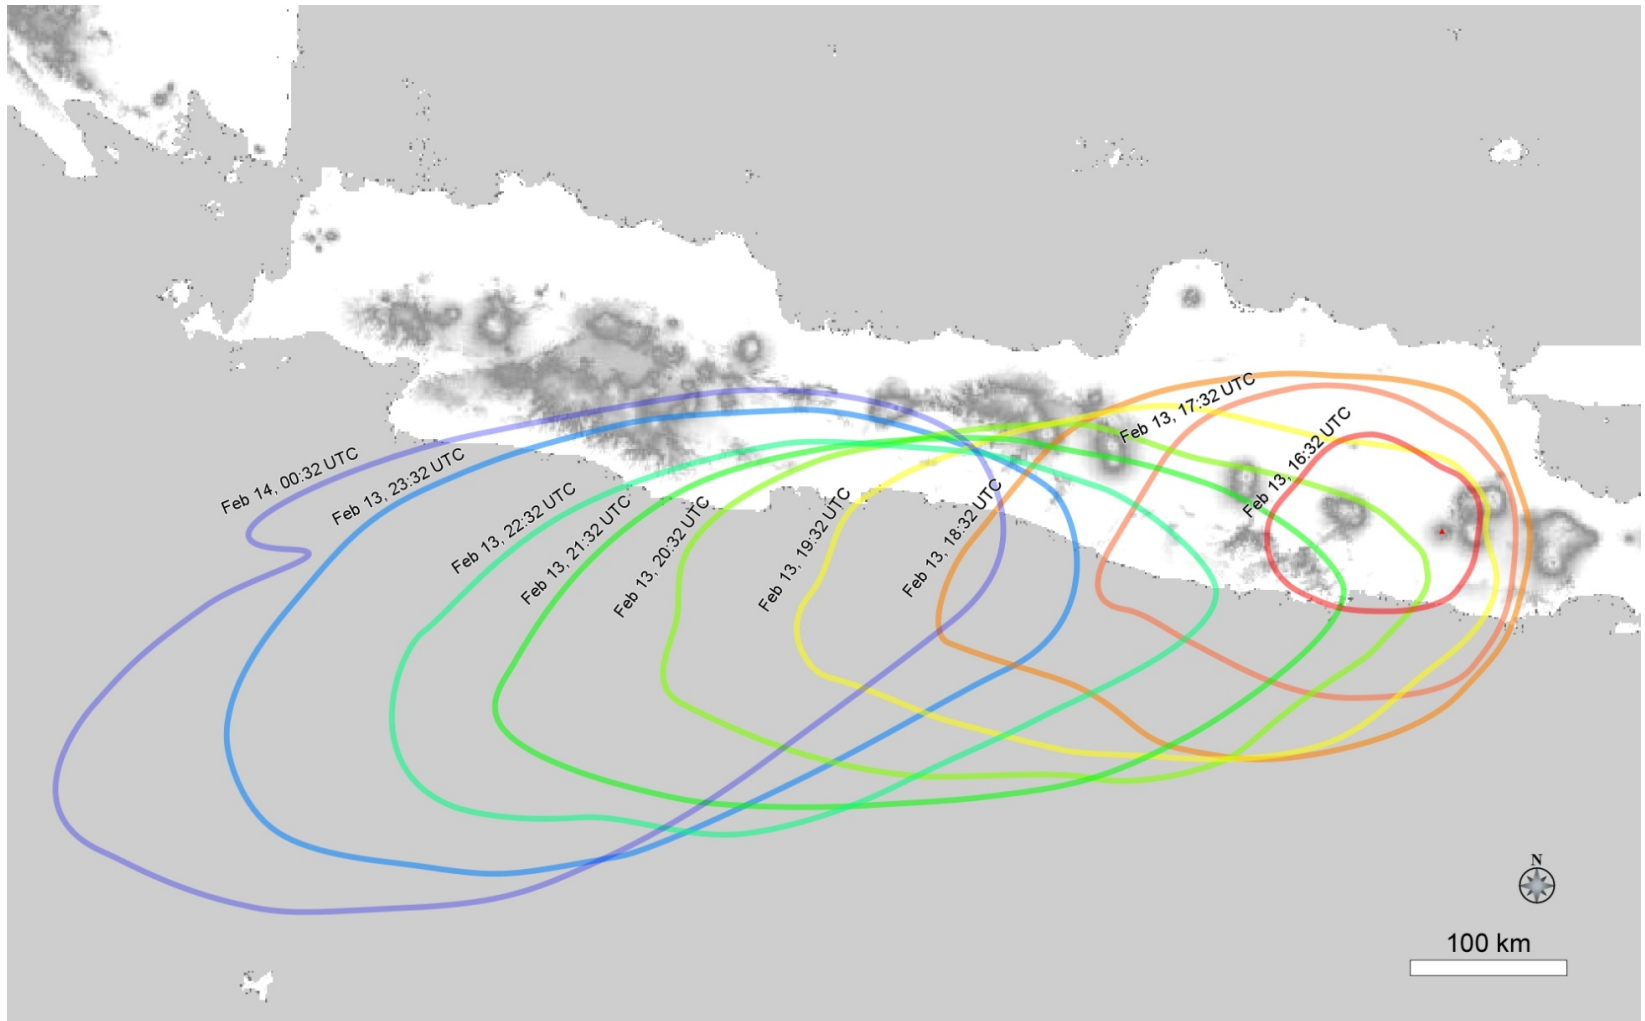 Feb 14, 00:32 UTC
Feb 13, 23:32 UTC
Feb 13, 22:32 UTC
Feb 13, 21:32 UTC
Feb 13, 20:32 UTC
Feb 13, 19:32 UTC
Feb 13, 18:32 UTC
Feb 13, 17:32 UTC
Feb 13, 16:32 UTC
N
100 km